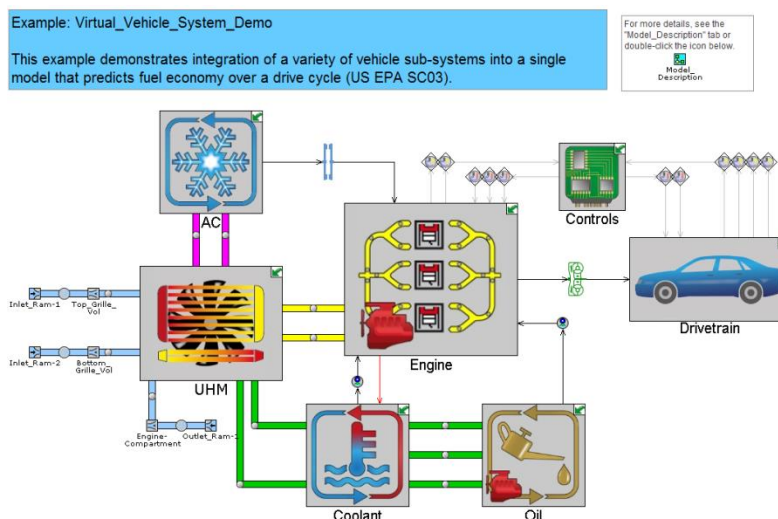 Example: Virtual_Vehicle_System_Demo
This example demonstrates integration of a variety of vehicle sub-systems into a single
model that predicts fuel economy over a drive cycle (US EPA SC03).
For more details, see the
"Model_Description" tab or
double-click the icon below.
Model_
Description
AC
Controls
Inlet_Ram-1
Top_Grille_
Vol
Drivetrain
Inlet_Ram-2
Bottom_
Grille_Vol
Engine
UHM
Engine-
Compartment
Outlet_Ram-1
Coolant
Oil